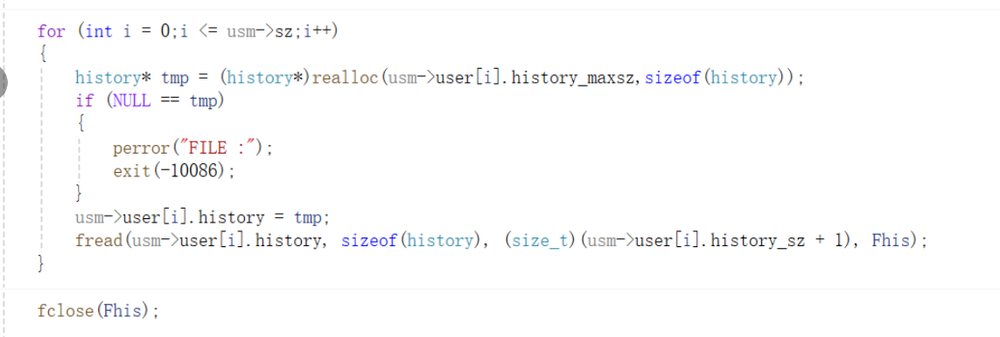 for (int i = 0;i <= usm->sz;i++)
{
history* tmp = (history*)realloc(usm->user[i].history_maxsz,sizeof(history));
if (NULL == tmp)
{
perror("FILE :");
exit(-10086);
}
usm->user[i].history = tmp;
fread(usm->user[i].history, sizeof(history), (size_t)(usm->user[i].history_sz + 1), Fhis);
}
fclose(Fhis);